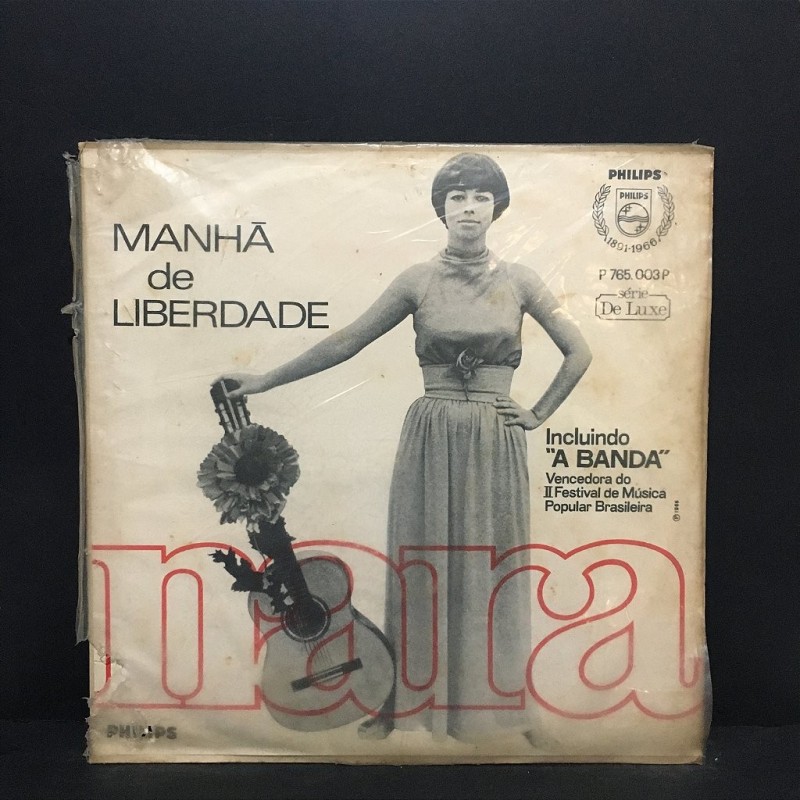 MANHÃ
de
LIBERDADE
PHILIPS
PHILIPS
1891-1966
P 765.003 P
série
De Luxe
Incluindo
"A BANDA"
Vencedora do
II Festival de Música
Popular Brasileira
nara
PHILIPS